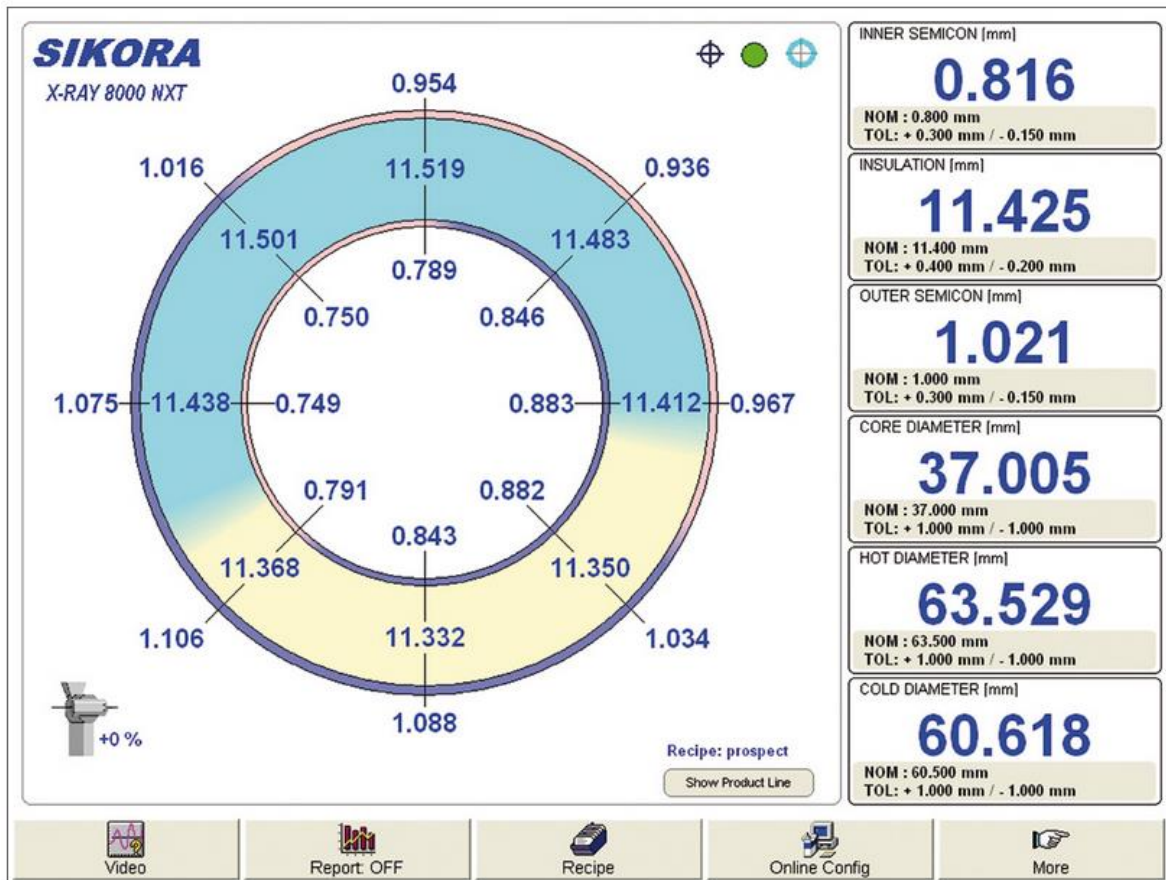 SIKORA
X-RAY 8000 NXT
0.954
1.016
0.936
11.519
11.501
11.483
0.789
0.750
0.846
1.075
11.438
0.749
0.883
11.412
0.967
0.791
0.882
0.843
11.368
11.350
1.106
11.332
1.034
1.088
+0 %
Recipe: prospect
Show Product Line
INNER SEMICON [mm]
0.816
NOM : 0.800 mm
TOL: + 0.300 mm / - 0.150 mm
INSULATION [mm]
11.425
NOM : 11.400 mm
TOL: + 0.400 mm / - 0.200 mm
OUTER SEMICON [mm]
1.021
NOM : 1.000 mm
TOL: + 0.300 mm / - 0.150 mm
CORE DIAMETER [mm]
37.005
NOM : 37.000 mm
TOL: + 1.000 mm / - 1.000 mm
HOT DIAMETER [mm]
63.529
NOM : 63.500 mm
TOL: + 1.000 mm / - 1.000 mm
COLD DIAMETER [mm]
60.618
NOM : 60.500 mm
TOL: + 1.000 mm / - 1.000 mm
Video
Report: OFF
Recipe
Online Config
More